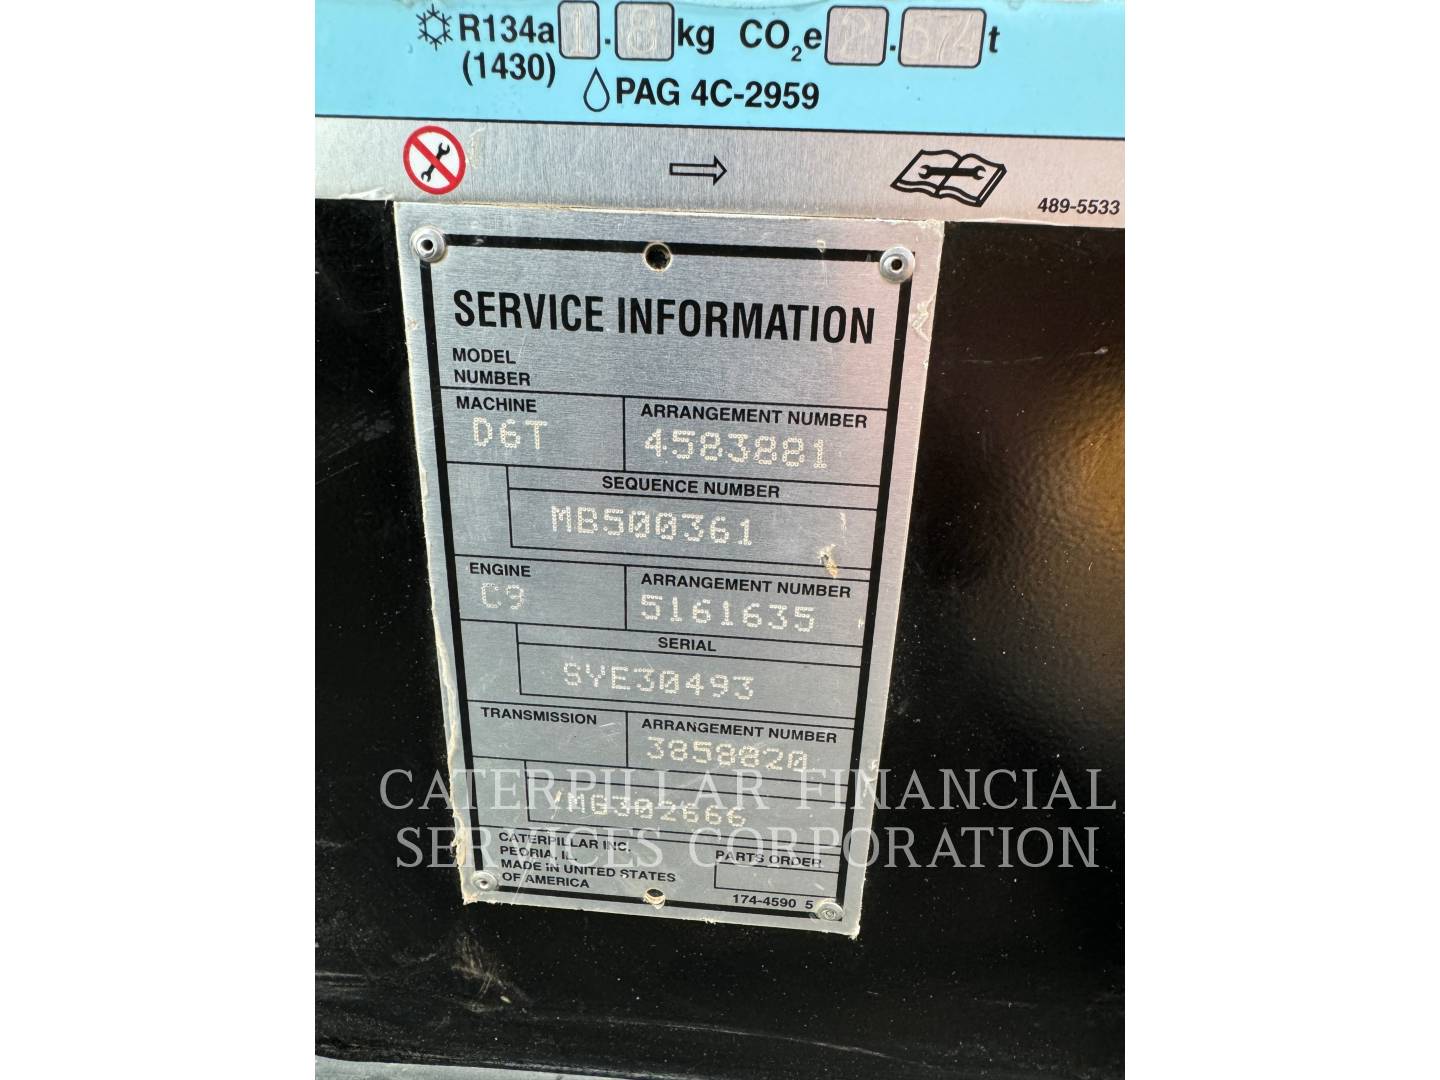 R134a 1.8 kg CO2e 2.574 t
(1430)
PAG 4C-2959
489-5533
SERVICE INFORMATION
MODEL
NUMBER
MACHINE ARRANGEMENT NUMBER
D6T 4583881
SEQUENCE NUMBER
MB500361
ENGINE ARRANGEMENT NUMBER
C9 5161635
SERIAL
SYE30493
TRANSMISSION ARRANGEMENT NUMBER
3858820
YMG302666
CATERPILLAR INC.
PEORIA, IL. PARTS ORDER
MADE IN UNITED STATES
OF AMERICA
174-4590 5
CATERPILLAR FINANCIAL
SERVICES CORPORATION